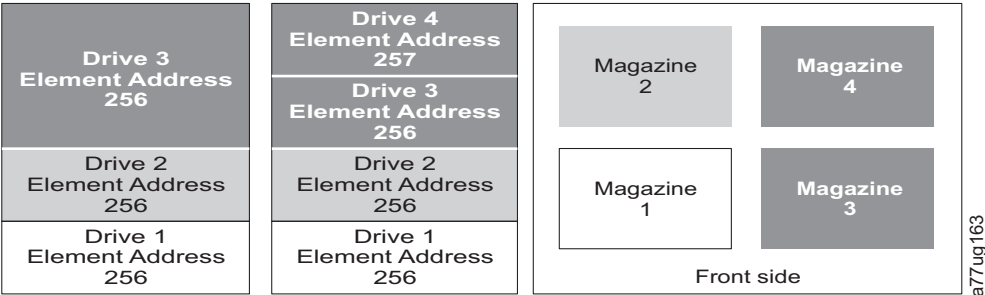 Drive 3
Element Address
256
Drive 2
Element Address
256
Drive 1
Element Address
256
Drive 4
Element Address
257
Drive 3
Element Address
256
Drive 2
Element Address
256
Drive 1
Element Address
256
Magazine
2
Magazine
4
Magazine
1
Magazine
3
Front side
a77ug163